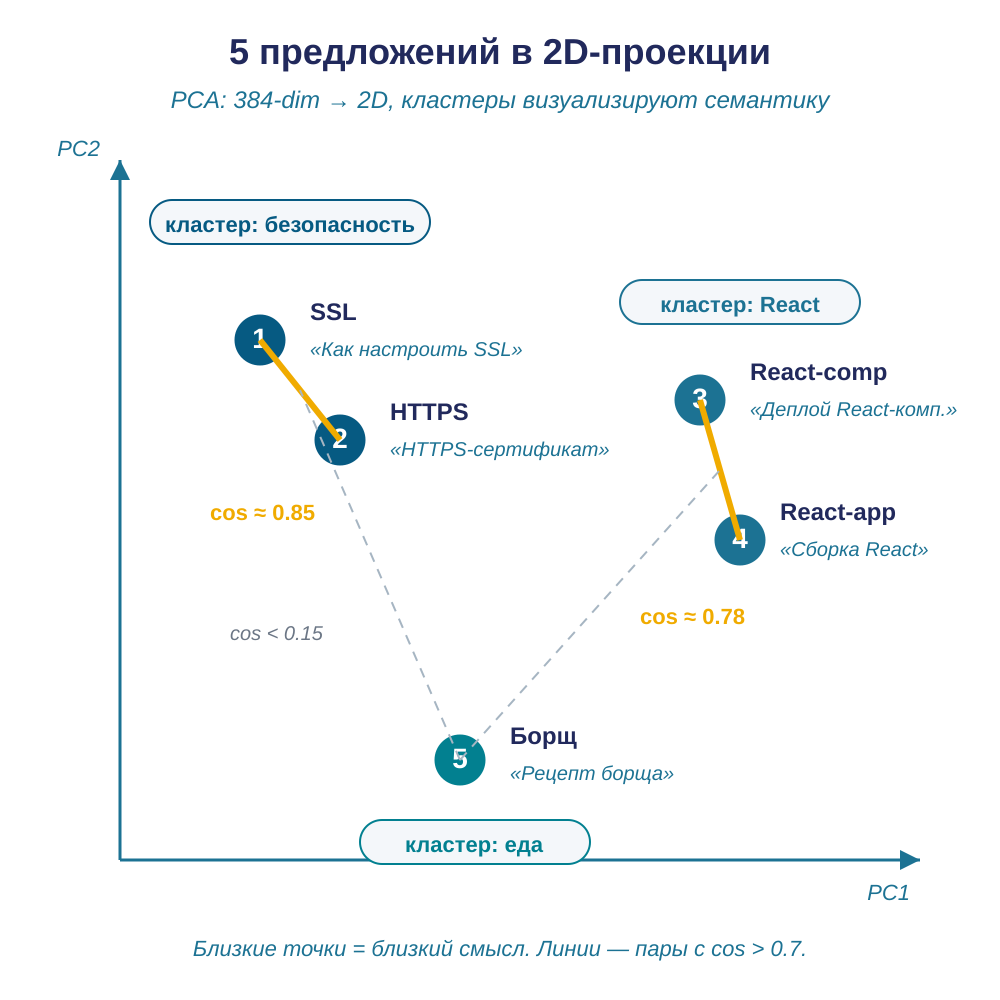 5 предложений в 2D-проекции
PCA: 384-dim → 2D, кластеры визуализируют семантику
PC2
кластер: безопасность
кластер: React
SSL
1
«Как настроить SSL»
React-comp
3
«Деплой React-комп.»
HTTPS
2
«HTTPS-сертификат»
cos ≈ 0.85
React-app
4
«Сборка React»
cos ≈ 0.78
cos < 0.15
Борщ
5
«Рецепт борща»
кластер: еда
PC1
Близкие точки = близкий смысл. Линии — пары с cos > 0.7.